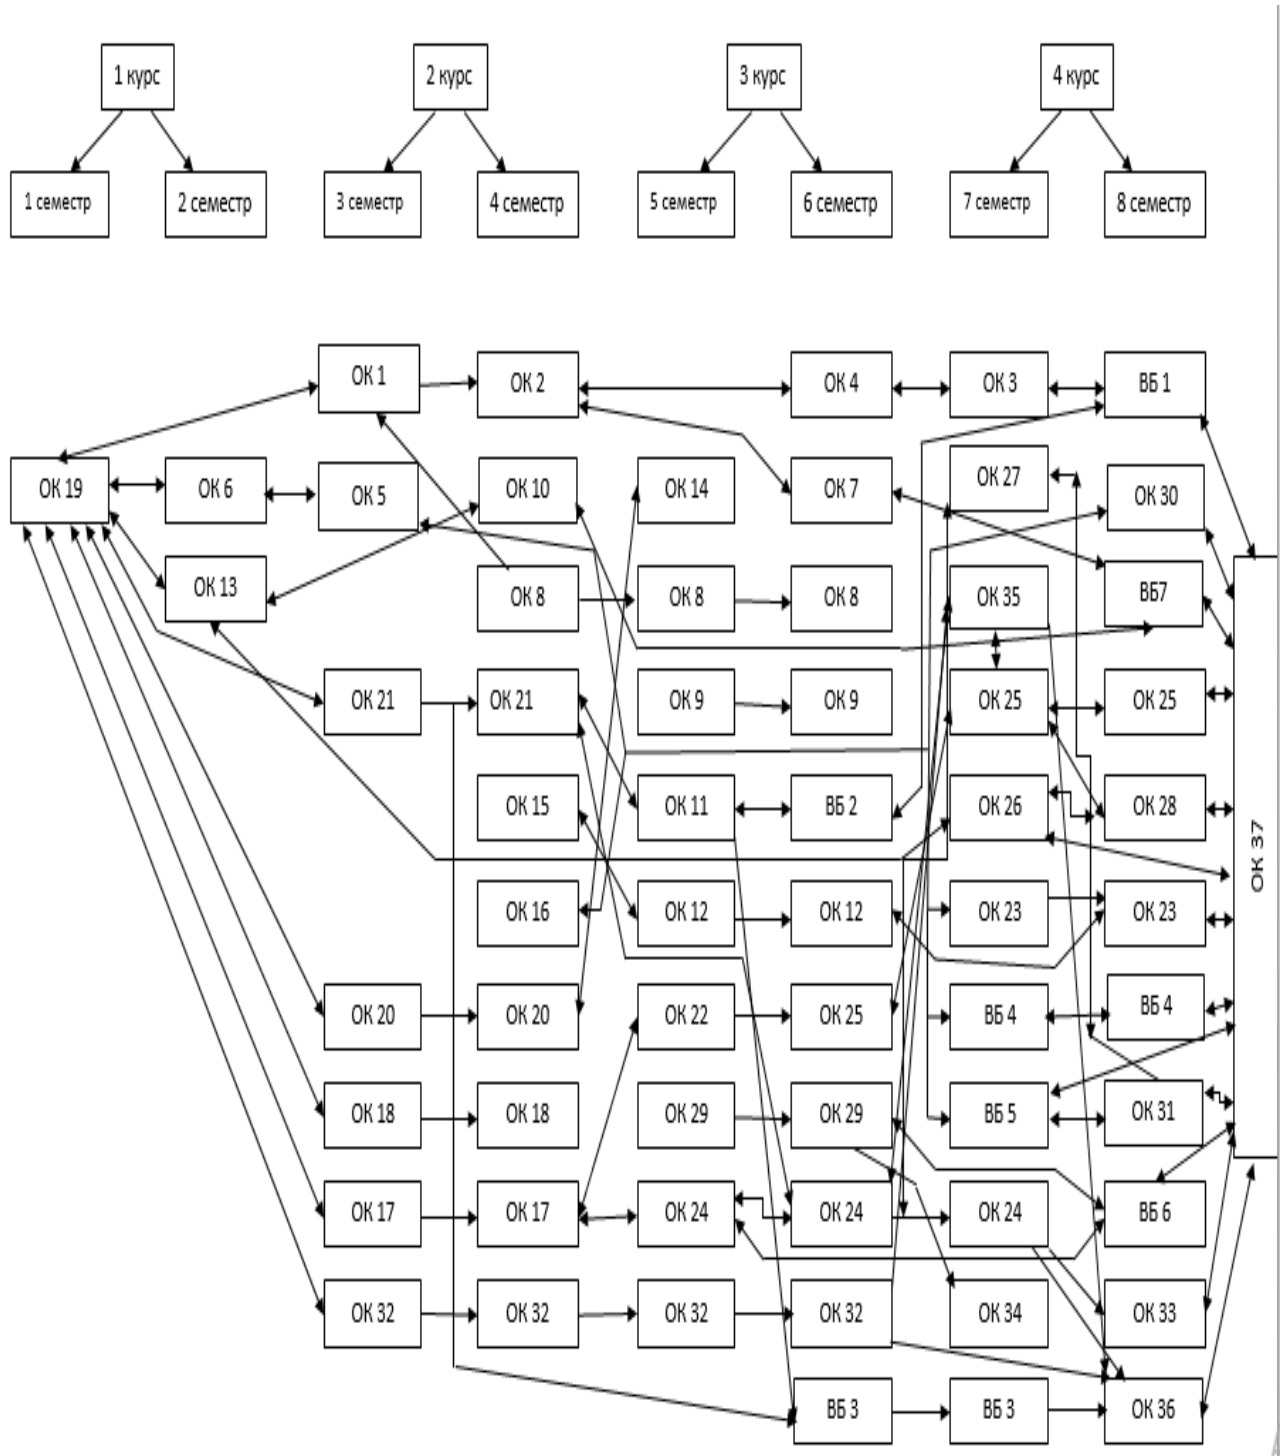 1 курс 2 курс 3 курс 4 курс
1 семестр 2 семестр 3 семестр 4 семестр 5 семестр 6 семестр 7 семестр 8 семестр
ОК 1 ОК 2 ОК 4 ОК 3 ВБ 1
ОК 19 ОК 6 ОК 5 ОК 10 ОК 14 ОК 7 ОК 27 ОК 30
ОК 13 ОК 8 ОК 8 ОК 8 ОК 35 ВБ7
ОК 21 ОК 21 ОК 9 ОК 9 ОК 25 ОК 25
ОК 15 ОК 11 ВБ 2 ОК 26 ОК 28
ОК 37
ОК 16 ОК 12 ОК 12 ОК 23 ОК 23
ОК 20 ОК 20 ОК 22 ОК 25 ВБ 4 ВБ 4
ОК 18 ОК 18 ОК 29 ОК 29 ВБ 5 ОК 31
ОК 17 ОК 17 ОК 24 ОК 24 ОК 24 ВБ 6
ОК 32 ОК 32 ОК 32 ОК 32 ОК 34 ОК 33
ВБ 3 ВБ 3 ОК 36